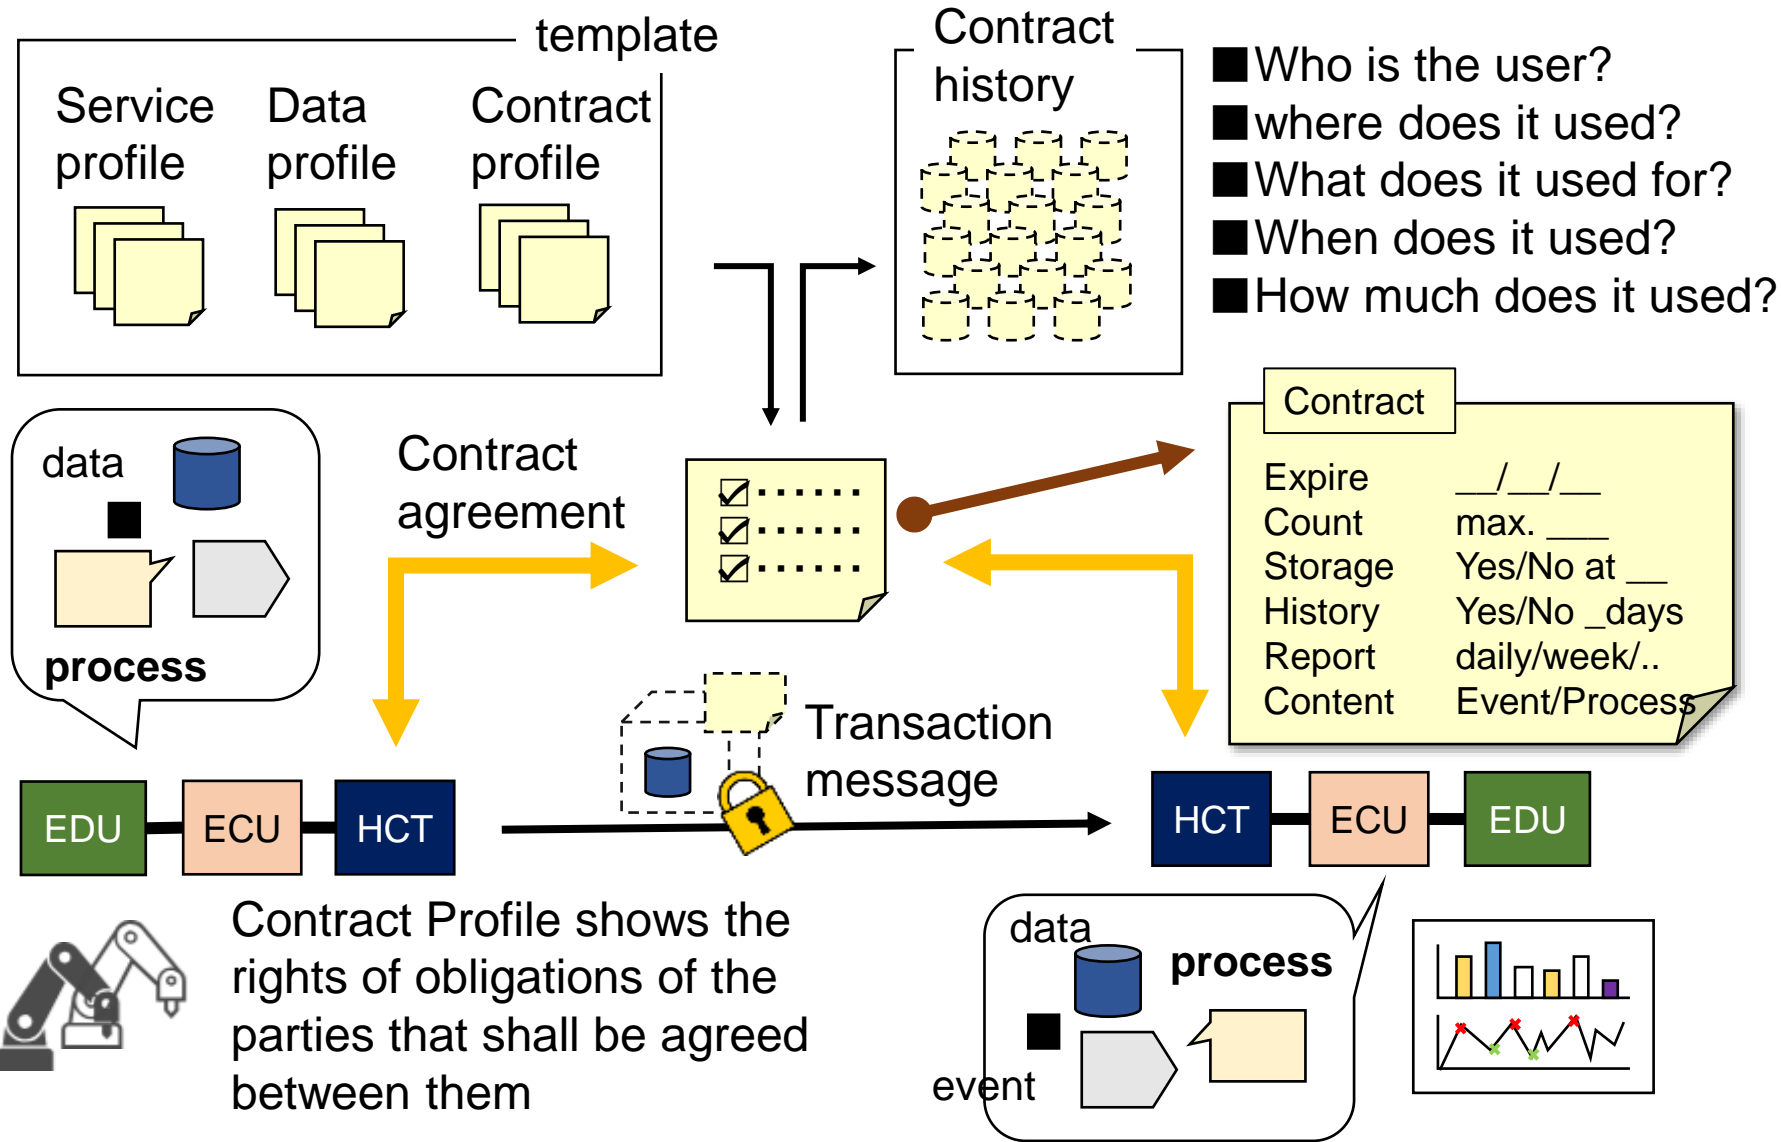 template
Service
profile
Data
profile
Contract
profile
Contract
history
■Who is the user?
■where does it used?
■What does it used for?
■When does it used?
■How much does it used?
data
process
Contract
agreement
Contract
Expire __/__/__
Count max. ___
Storage Yes/No at __
History Yes/No _days
Report daily/week/..
Content Event/Process
Transaction
message
EDU
ECU
HCT
HCT
ECU
EDU
Contract Profile shows the
rights of obligations of the
parties that shall be agreed
between them
data
process
event